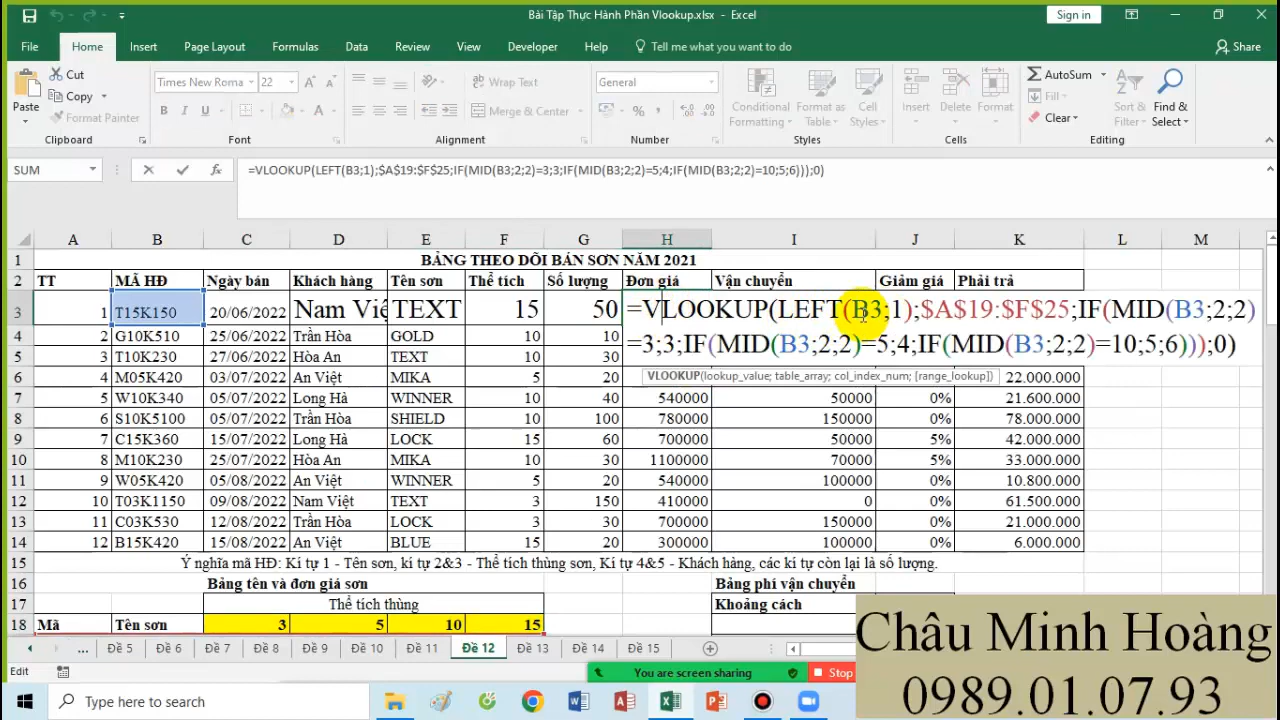 Bài Tập Thực Hành Phần Vlookup.xlsx - Excel
Sign in
File Home Insert Page Layout Formulas Data Review View Developer Help Tell me what you want to do Share
Cut
Copy
Format Painter
Paste
Times New Roma 22
B I U
A A
Wrap Text
Merge & Center
General
Conditional Formatting
Format as Table
Cell Styles
Insert Delete Format
AutoSum
Fill
Clear
Sort & Filter
Find & Select
Clipboard Font Alignment Number Styles Cells Editing
SUM fx =VLOOKUP(LEFT(B3;1);$A$19:$F$25;IF(MID(B3;2;2)=3;3;IF(MID(B3;2;2)=5;4;IF(MID(B3;2;2)=10;5;6)));0)
A B C D E F G H I J K L M
1 BẢNG THEO DÕI BÁN SƠN NĂM 2021
2 TT MÃ HĐ Ngày bán Khách hàng Tên sơn Thể tích Số lượng Đơn giá Vận chuyển Giảm giá Phải trả
3 1 T15K150 20/06/2022 Nam Việ TEXT 15 50 =VLOOKUP(LEFT(B3;1);$A$19:$F$25;IF(MID(B3;2;2)
4 2 G10K510 25/06/2022 Trần Hòa GOLD 10 10 =3;3;IF(MID(B3;2;2)=5;4;IF(MID(B3;2;2)=10;5;6)));0)
5 3 T10K230 27/06/2022 Hòa An TEXT 10 30
VLOOKUP(lookup_value; table_array; col_index_num; [range_lookup])
6 4 M05K420 03/07/2022 An Việt MIKA 5 20 22.000.000
7 5 W10K340 05/07/2022 Long Hà WINNER 10 40 540000 50000 0% 21.600.000
8 6 S10K5100 05/07/2022 Trần Hòa SHIELD 10 100 780000 150000 0% 78.000.000
9 7 C15K360 15/07/2022 Long Hà LOCK 15 60 700000 50000 5% 42.000.000
10 8 M10K230 25/07/2022 Hòa An MIKA 10 30 1100000 70000 5% 33.000.000
11 9 W05K420 05/08/2022 An Việt WINNER 5 20 540000 100000 0% 10.800.000
12 10 T03K1150 09/08/2022 Nam Việt TEXT 3 150 410000 0 0% 61.500.000
13 11 C03K530 12/08/2022 Trần Hòa LOCK 3 30 700000 150000 0% 21.000.000
14 12 B15K420 15/08/2022 An Việt BLUE 15 20 300000 100000 0% 6.000.000
15 Ý nghĩa mã HĐ: Kí tự 1 - Tên sơn, kí tự 2&3 - Thể tích thùng sơn, Kí tự 4&5 - Khách hàng, các kí tự còn lại là số lượng.
16 Bảng tên và đơn giá sơn Bảng phí vận chuyển
17 Thể tích thùng Khoảng cách
18 Mã Tên sơn 3 5 10 15
... Đề 5 Đề 6 Đề 7 Đề 8 Đề 9 Đề 10 Đề 11 Đề 12 Đề 13 Đề 14 Đề 15
Edit
You are screen sharing
Stop
Type here to search
Châu Minh Hoàng
0989.01.07.93